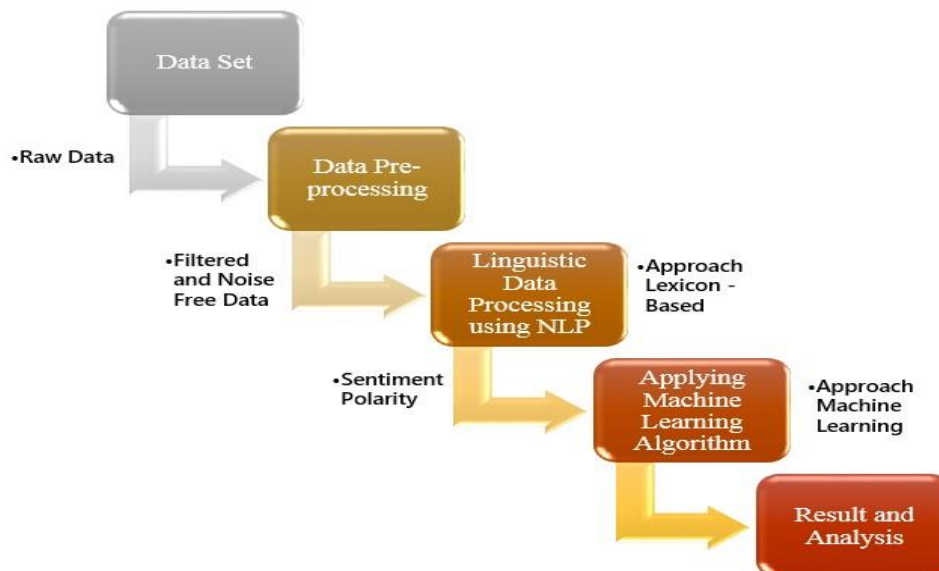 Data Set
•Raw Data
Data Pre-
processing
•Filtered
and Noise
Free Data
Linguistic
Data
Processing
using NLP
•Approach
Lexicon -
Based
•Sentiment
Polarity
Applying
Machine
Learning
Algorithm
•Approach
Machine
Learning
Result and
Analysis